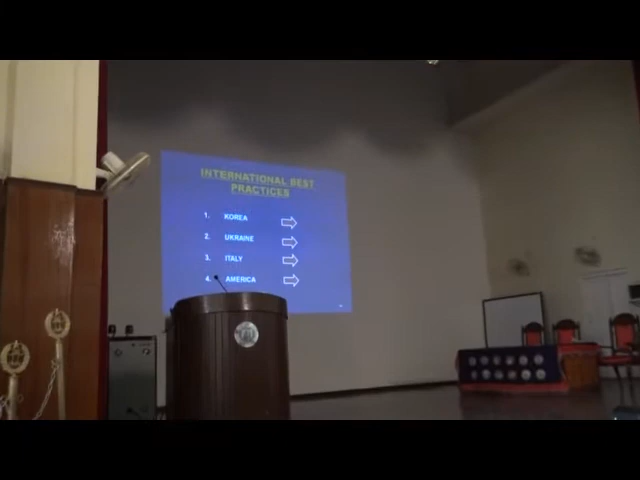 INTERNATIONAL BEST
PRACTICES
1. KOREA
2. UKRAINE
3. ITALY
4. AMERICA